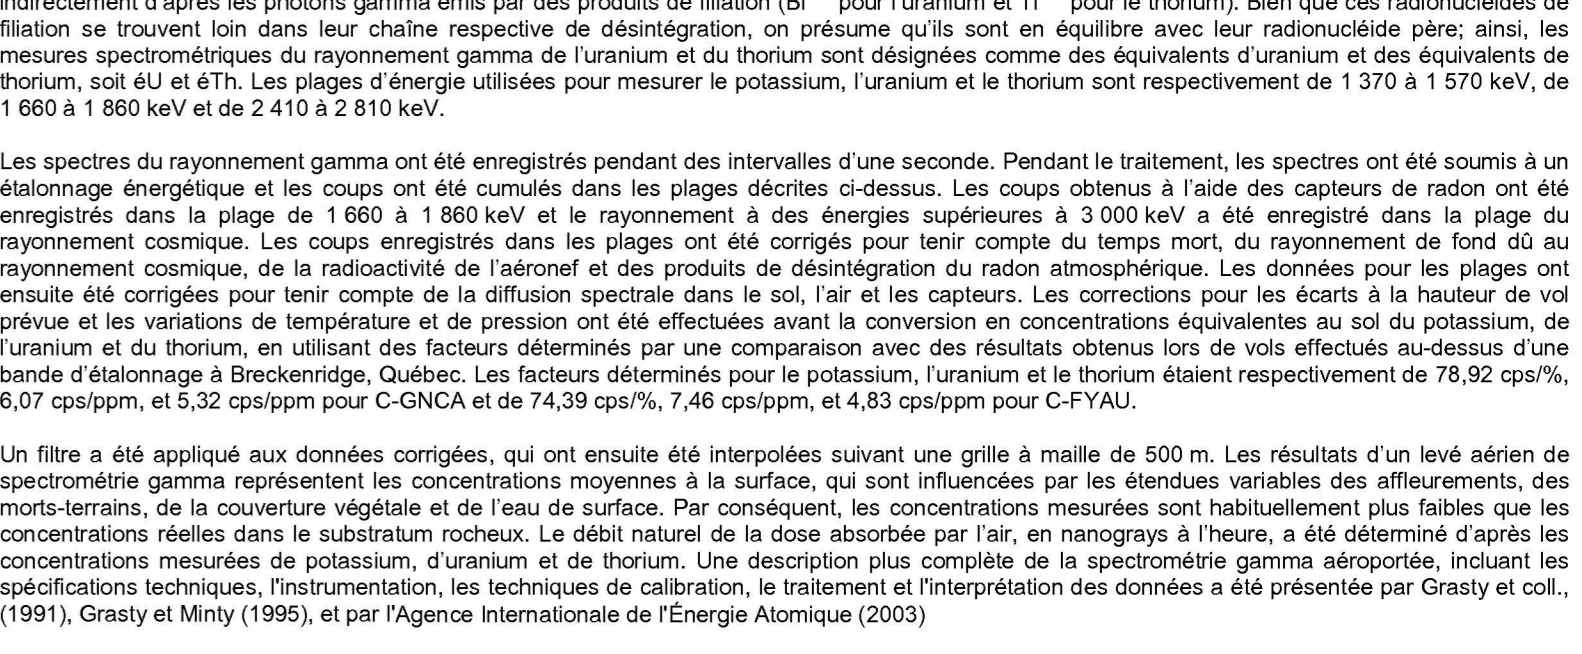 indirectement d'après les photons gamma émis par des produits de filiation (Bi pour l'uranium et Tl pour le thorium). Bien que ces radionucléides de
filiation se trouvent loin dans leur chaîne respective de désintégration, on présume qu'ils sont en équilibre avec leur radionucléide père; ainsi, les
mesures spectrométriques du rayonnement gamma de l'uranium et du thorium sont désignées comme des équivalents d'uranium et des équivalents de
thorium, soit éU et éTh. Les plages d'énergie utilisées pour mesurer le potassium, l'uranium et le thorium sont respectivement de 1 370 à 1 570 keV, de
1 660 à 1 860 keV et de 2 410 à 2 810 keV.

Les spectres du rayonnement gamma ont été enregistrés pendant des intervalles d'une seconde. Pendant le traitement, les spectres ont été soumis à un
étalonnage énergétique et les coups ont été cumulés dans les plages décrites ci-dessus. Les coups obtenus à l'aide des capteurs de radon ont été
enregistrés dans la plage de 1 660 à 1 860 keV et le rayonnement à des énergies supérieures à 3 000 keV a été enregistré dans la plage du
rayonnement cosmique. Les coups enregistrés dans les plages ont été corrigés pour tenir compte du temps mort, du rayonnement de fond dû au
rayonnement cosmique, de la radioactivité de l'aéronef et des produits de désintégration du radon atmosphérique. Les données pour les plages ont
ensuite été corrigées pour tenir compte de la diffusion spectrale dans le sol, l'air et les capteurs. Les corrections pour les écarts à la hauteur de vol
prévue et les variations de température et de pression ont été effectuées avant la conversion en concentrations équivalentes au sol du potassium, de
l'uranium et du thorium, en utilisant des facteurs déterminés par une comparaison avec des résultats obtenus lors de vols effectués au-dessus d'une
bande d'étalonnage à Breckenridge, Québec. Les facteurs déterminés pour le potassium, l'uranium et le thorium étaient respectivement de 78,92 cps/%,
6,07 cps/ppm, et 5,32 cps/ppm pour C-GNCA et de 74,39 cps/%, 7,46 cps/ppm, et 4,83 cps/ppm pour C-FYAU.

Un filtre a été appliqué aux données corrigées, qui ont ensuite été interpolées suivant une grille à maille de 500 m. Les résultats d'un levé aérien de
spectrométrie gamma représentent les concentrations moyennes à la surface, qui sont influencées par les étendues variables des affleurements, des
morts-terrains, de la couverture végétale et de l'eau de surface. Par conséquent, les concentrations mesurées sont habituellement plus faibles que les
concentrations réelles dans le substratum rocheux. Le débit naturel de la dose absorbée par l'air, en nanograys à l'heure, a été déterminé d'après les
concentrations mesurées de potassium, d'uranium et de thorium. Une description plus complète de la spectrométrie gamma aéroportée, incluant les
spécifications techniques, l'instrumentation, les techniques de calibration, le traitement et l'interprétation des données a été présentée par Grasty et coll.,
(1991), Grasty et Minty (1995), et par l'Agence Internationale de l'Énergie Atomique (2003)